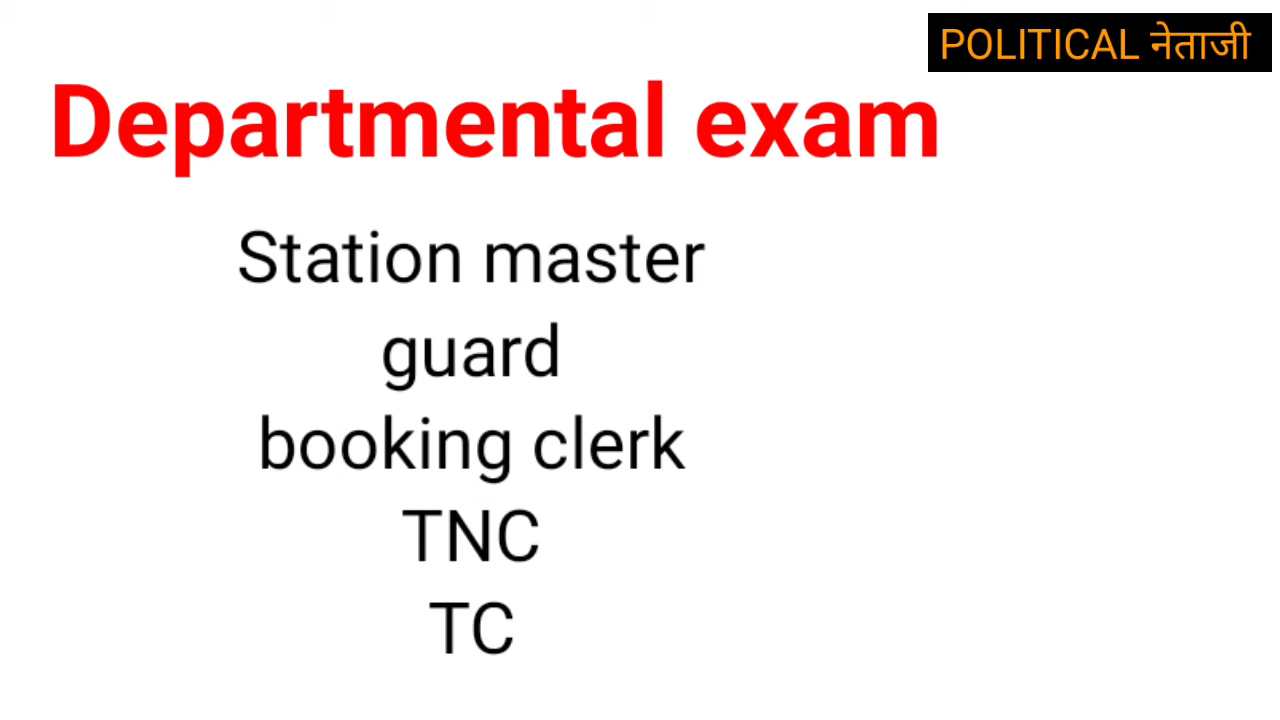 POLITICAL नेताजी
Departmental exam
Station master
guard
booking clerk
TNC
TC